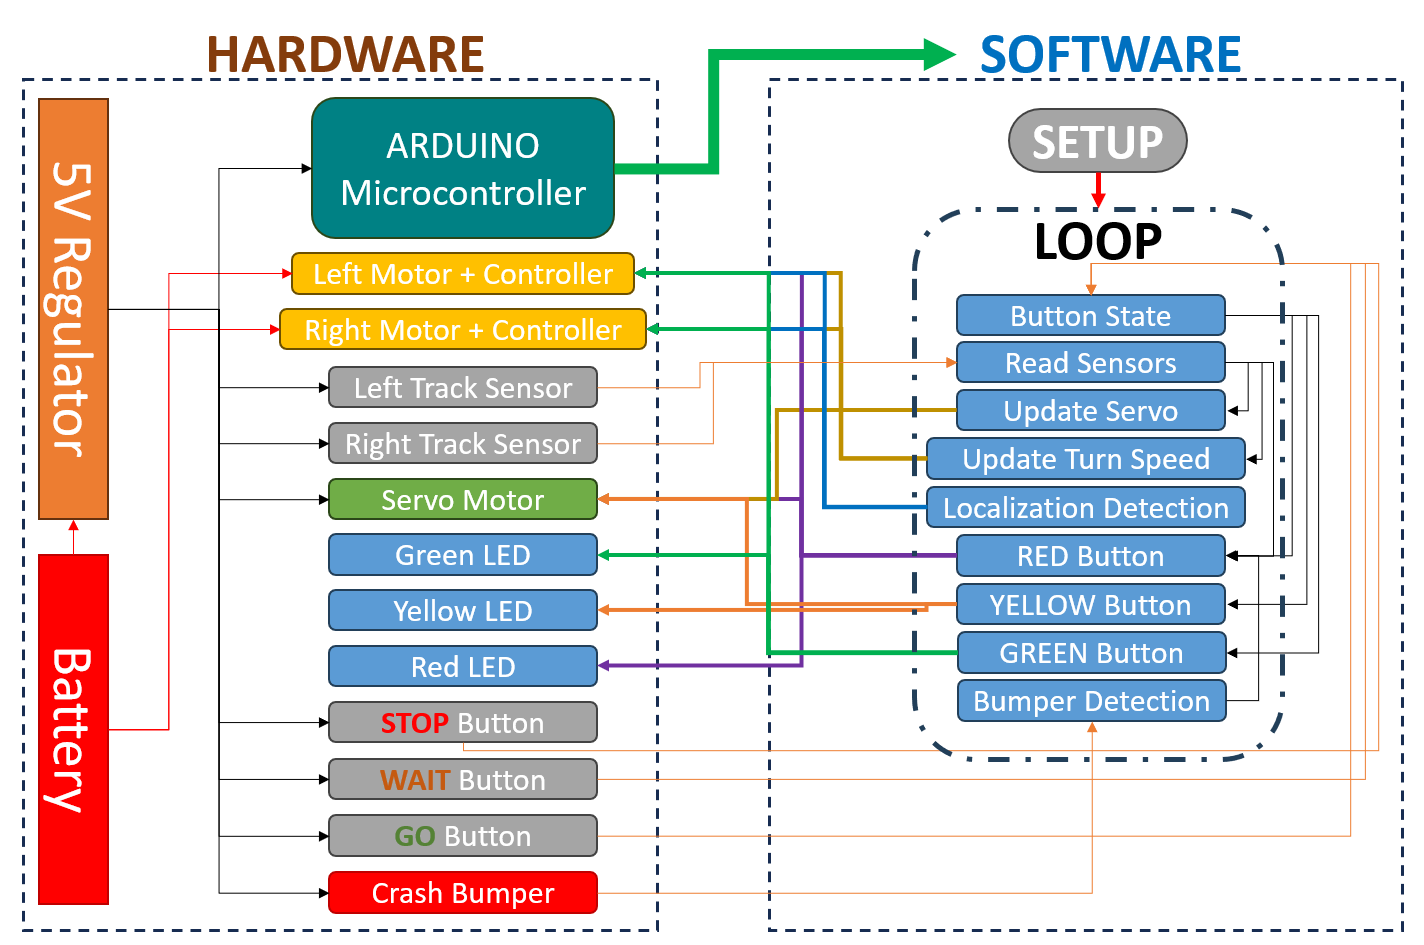 HARDWARE
5V Regulator
Battery
ARDUINO
Microcontroller
Left Motor + Controller
Right Motor + Controller
Left Track Sensor
Right Track Sensor
Servo Motor
Green LED
Yellow LED
Red LED
STOP Button
WAIT Button
GO Button
Crash Bumper
SOFTWARE
SETUP
LOOP
Button State
Read Sensors
Update Servo
Update Turn Speed
Localization Detection
RED Button
YELLOW Button
GREEN Button
Bumper Detection